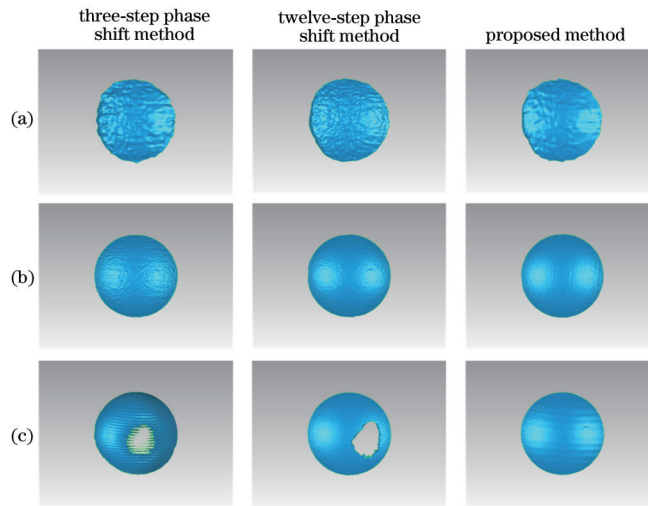 three-step phase
shift method
twelve-step phase
shift method
proposed method
(a)
(b)
(c)